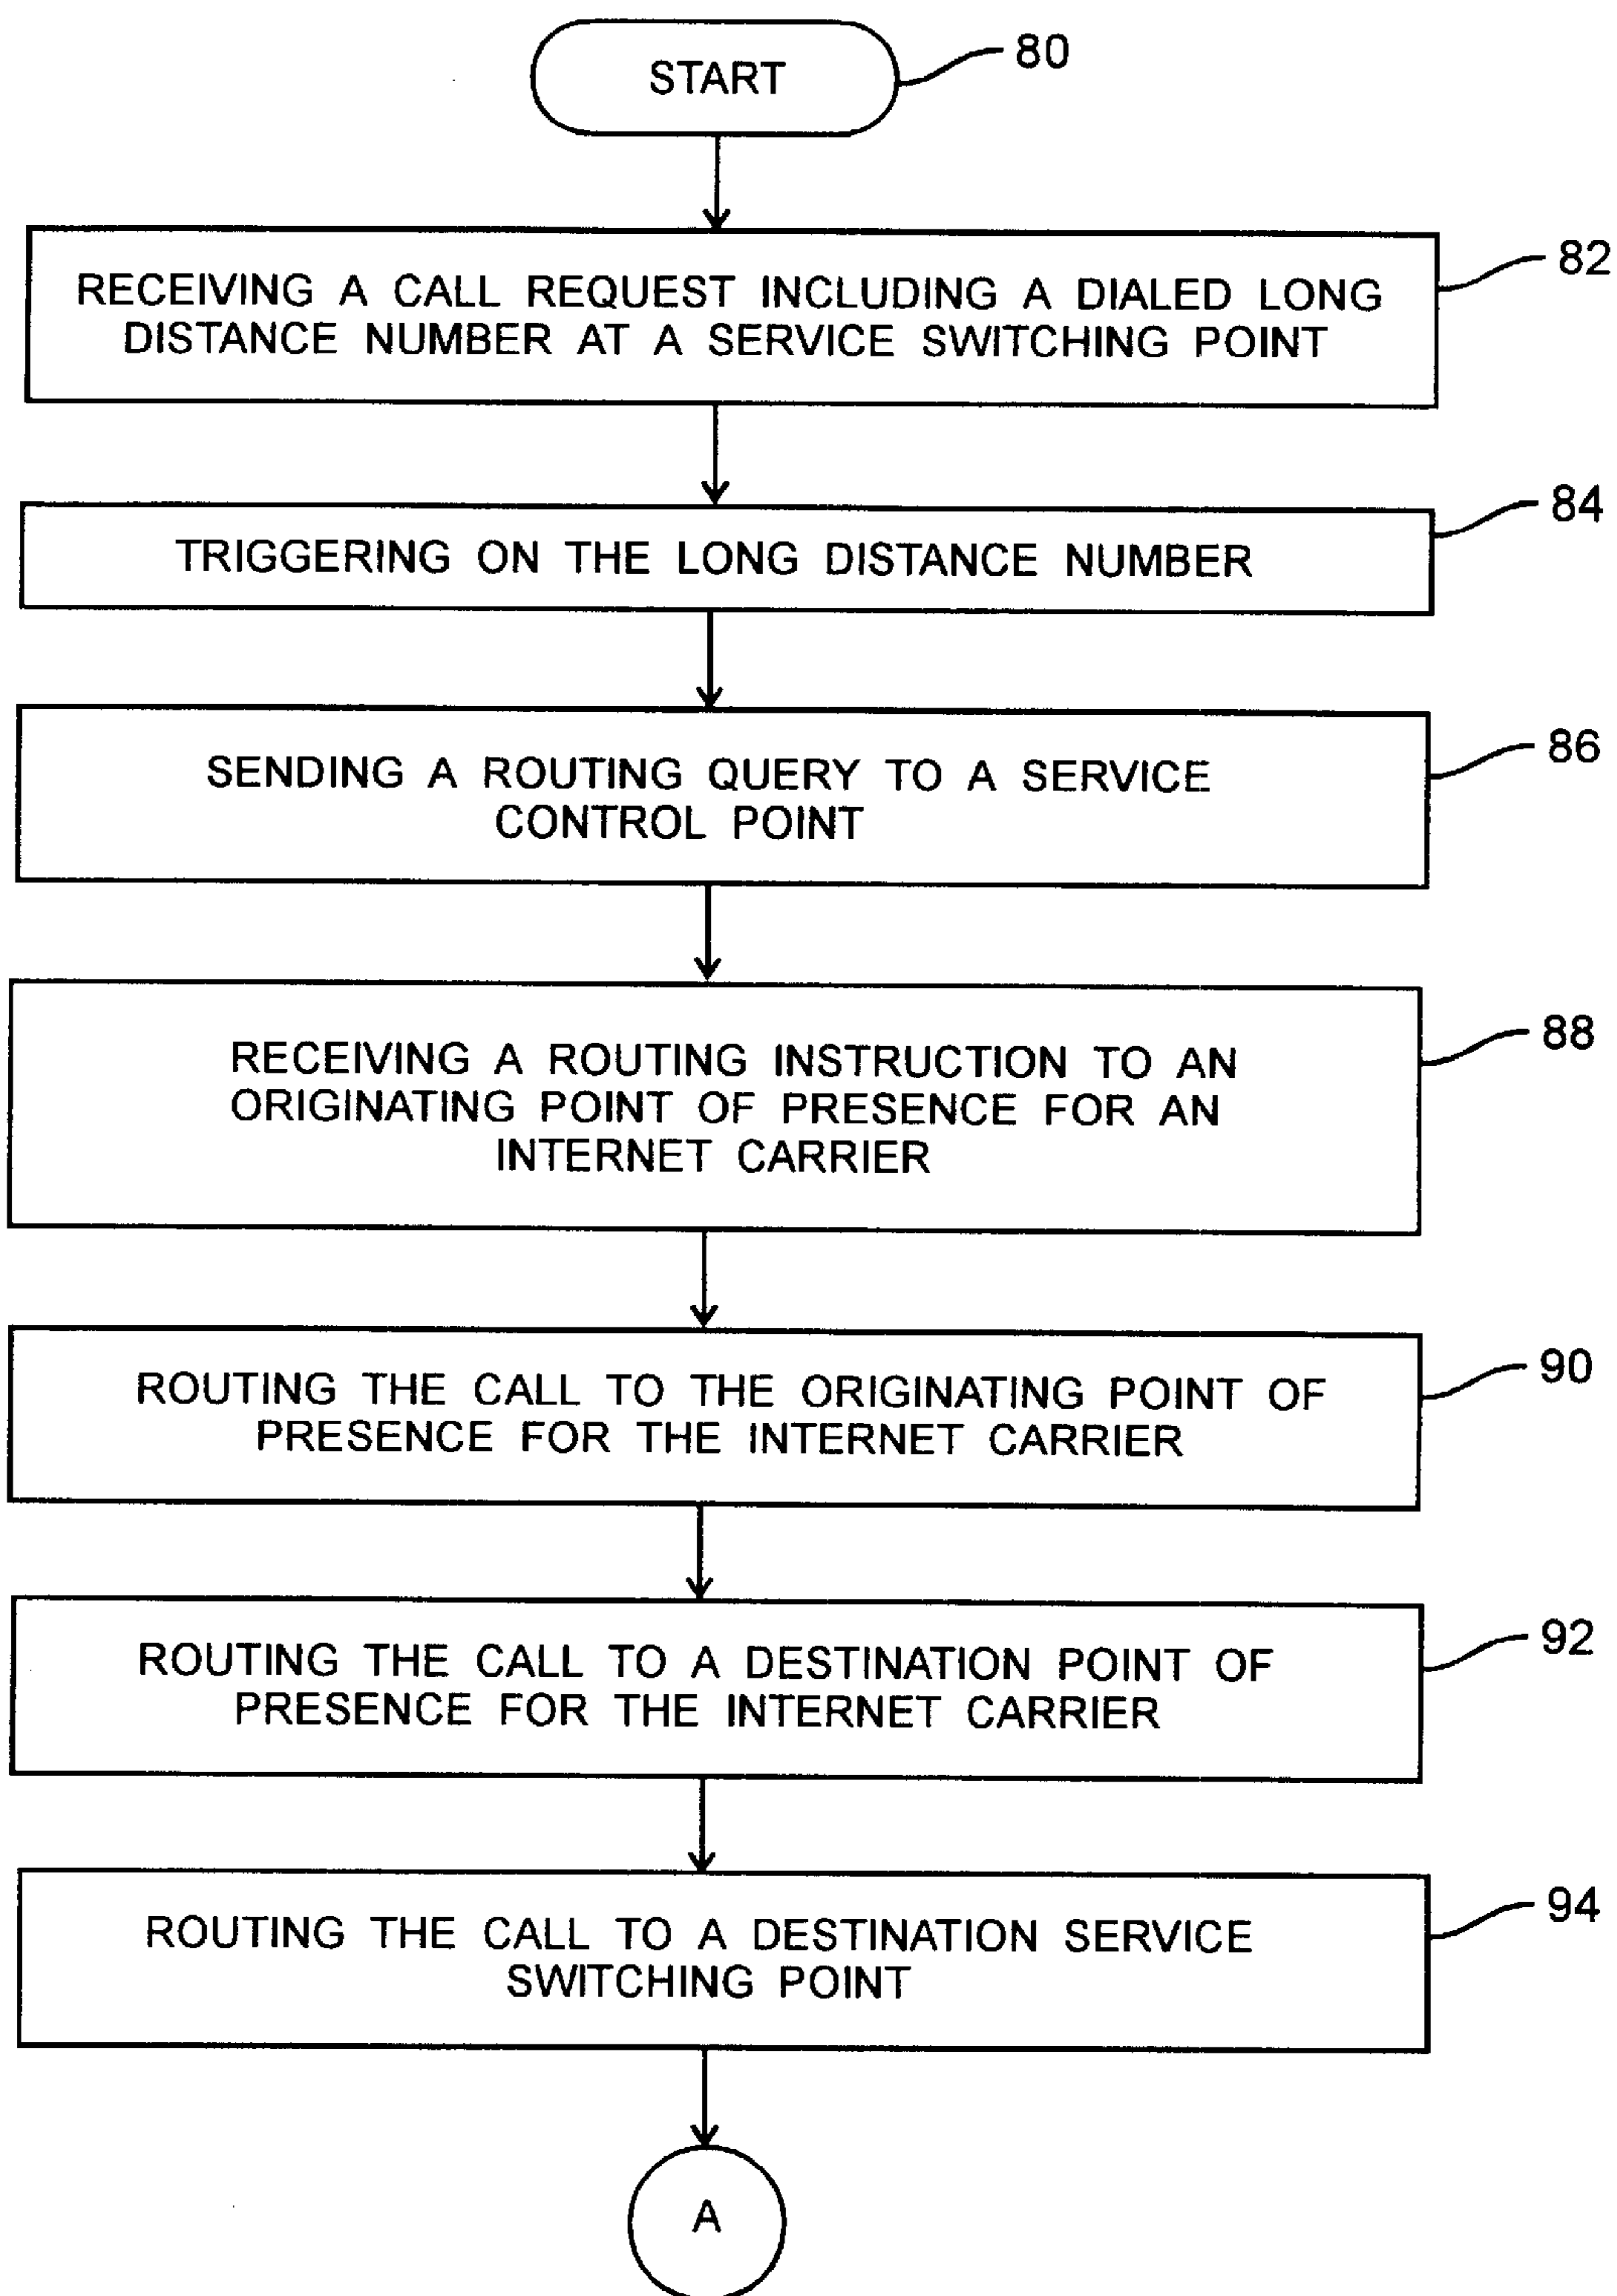 START
80
RECEIVING A CALL REQUEST INCLUDING A DIALED LONG
DISTANCE NUMBER AT A SERVICE SWITCHING POINT
82
TRIGGERING ON THE LONG DISTANCE NUMBER
84
SENDING A ROUTING QUERY TO A SERVICE
CONTROL POINT
86
RECEIVING A ROUTING INSTRUCTION TO AN
ORIGINATING POINT OF PRESENCE FOR AN
INTERNET CARRIER
88
ROUTING THE CALL TO THE ORIGINATING POINT OF
PRESENCE FOR THE INTERNET CARRIER
90
ROUTING THE CALL TO A DESTINATION POINT OF
PRESENCE FOR THE INTERNET CARRIER
92
ROUTING THE CALL TO A DESTINATION SERVICE
SWITCHING POINT
94
A